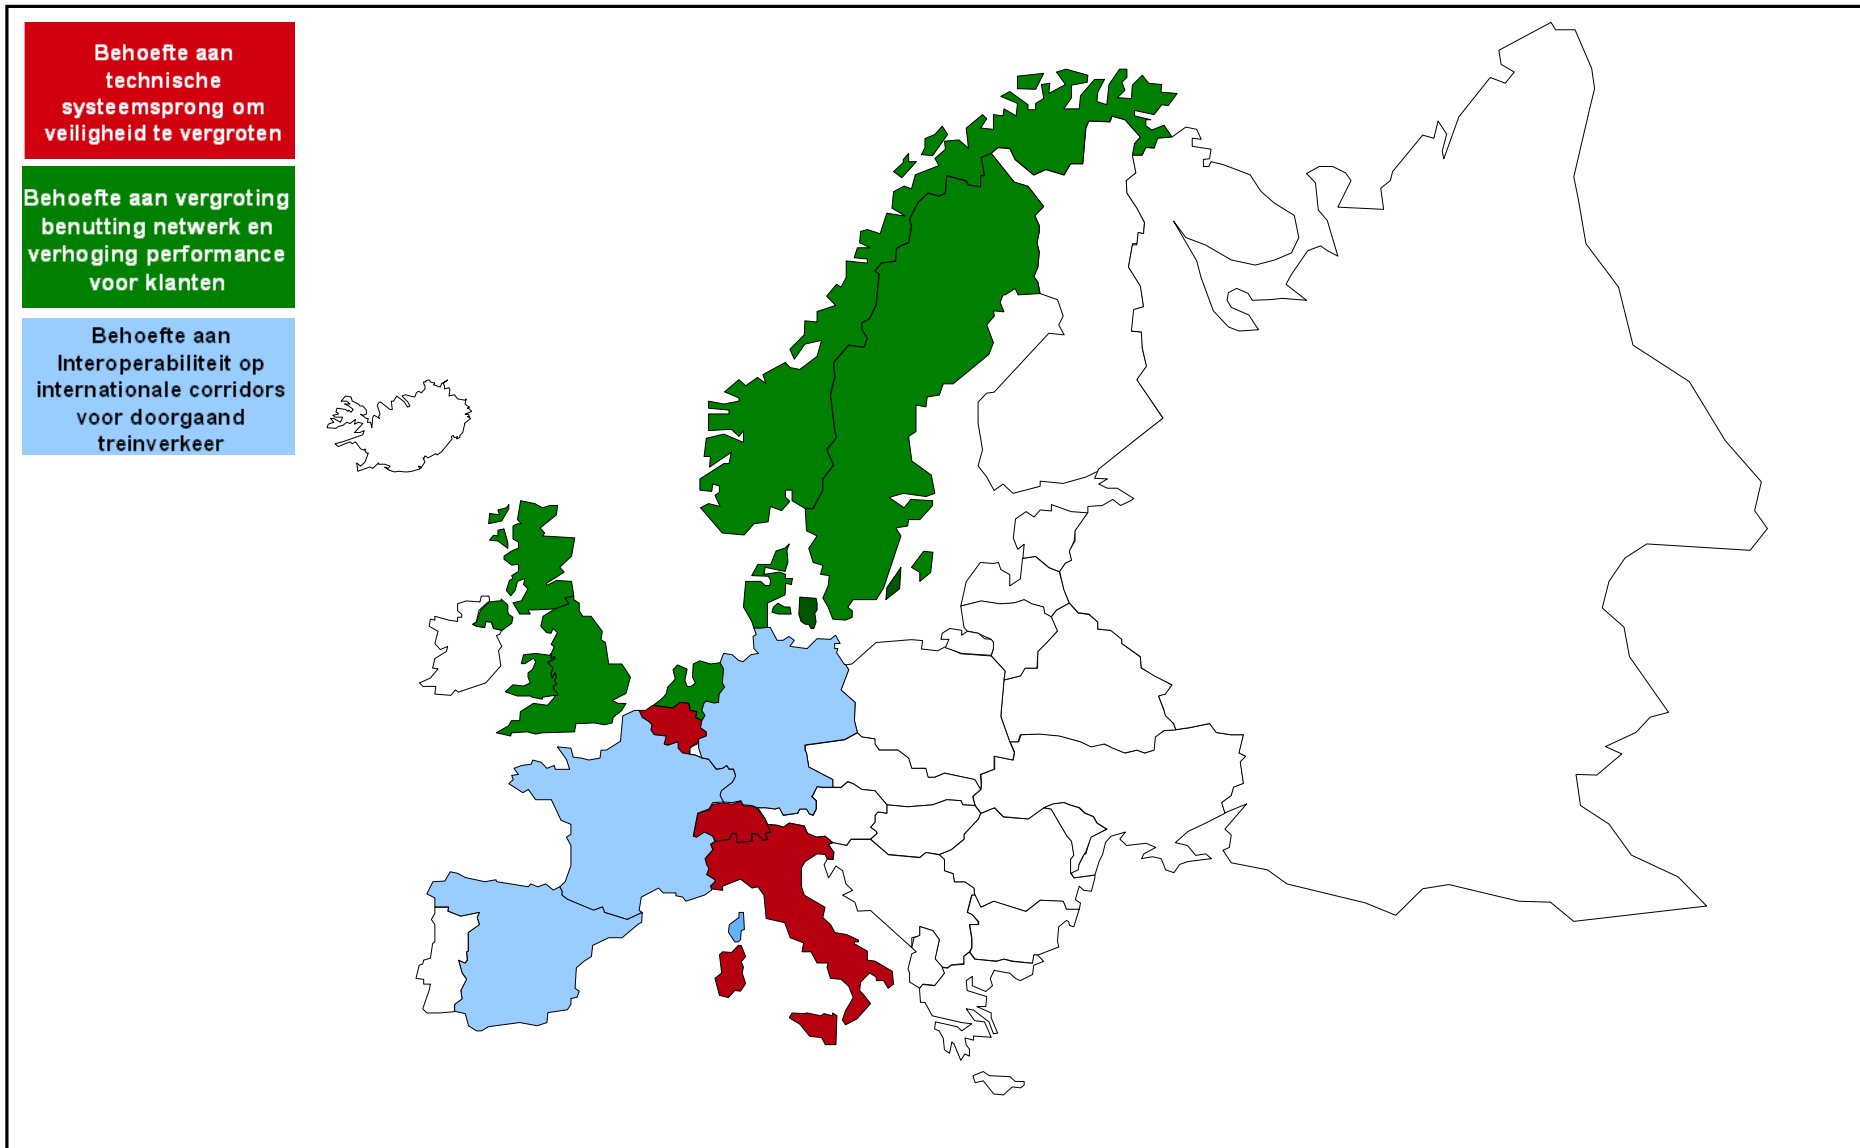 Behoefte aan
technische
systeemsprong om
veiligheid te vergroten
Behoefte aan vergroting
benutting netwerk en
verhoging performance
voor klanten
Behoefte aan
Interoperabiliteit op
internationale corridors
voor doorgaand
treinverkeer